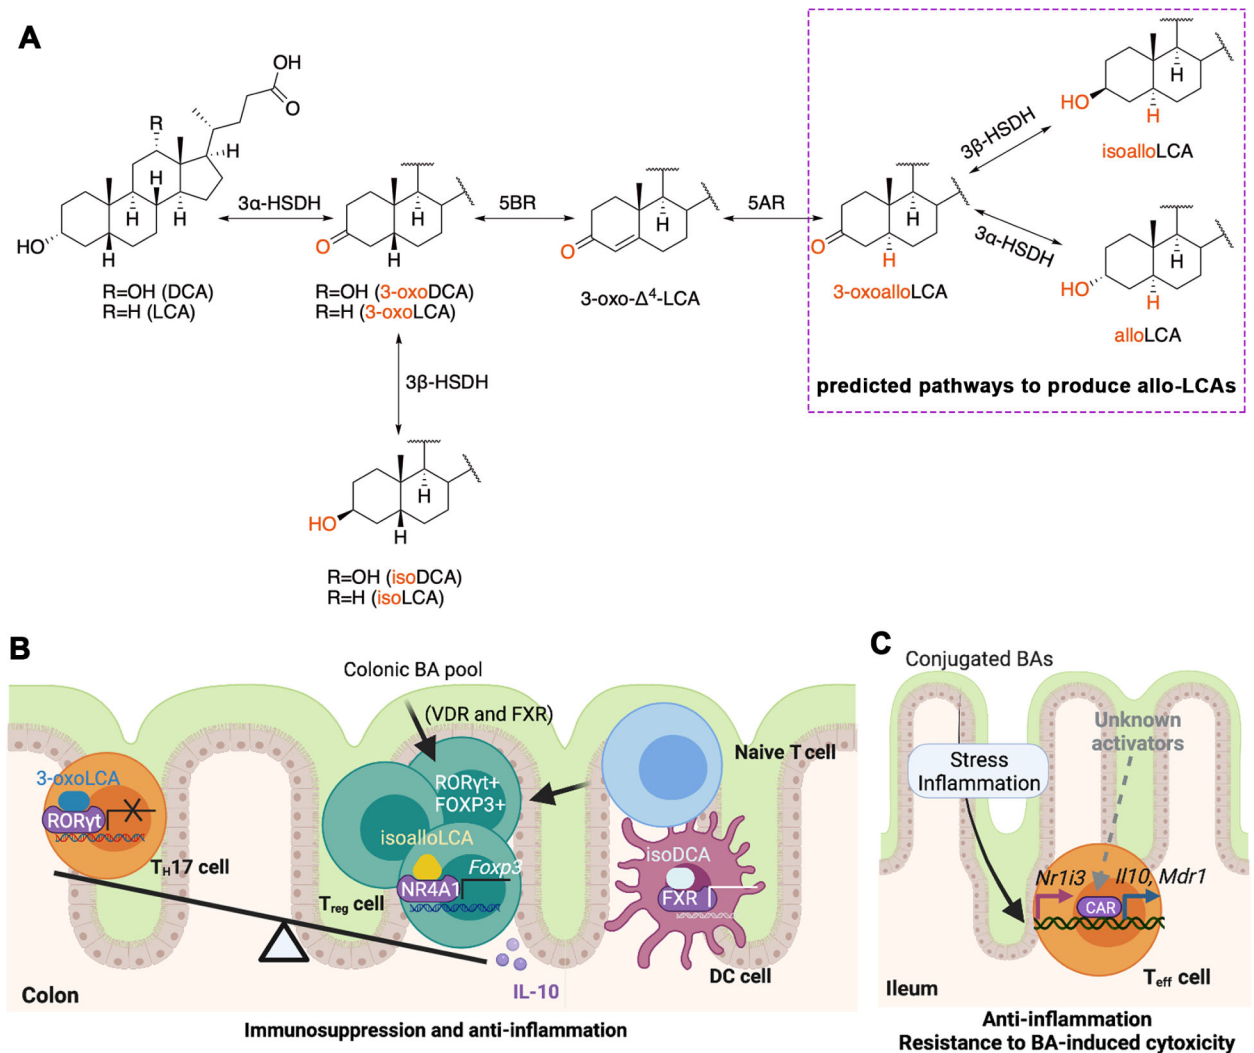 A
OH
O
R
H
H
H
H
HO
H
R=OH (DCA)
R=H (LCA)
3α-HSDH
H
O
H
R=OH (3-oxoDCA)
R=H (3-oxoLCA)
5BR
H
O
3-oxo-Δ⁴-LCA
5AR
H
O
H
3-oxoalloLCA
3β-HSDH
3α-HSDH
H
HO
H
isoalloLCA
H
HO
H
alloLCA
predicted pathways to produce allo-LCAs
3β-HSDH
H
HO
H
R=OH (isoDCA)
R=H (isoLCA)
B
Colonic BA pool
(VDR and FXR)
Naive T cell
3-oxoLCA
RORγt
TH17 cell
RORγt+
FOXP3+
isoalloLCA
Foxp3
NR4A1
Treg cell
isoDCA
FXR
DC cell
IL-10
Colon
Immunosuppression and anti-inflammation
C
Conjugated BAs
Unknown
activators
Stress
Inflammation
Nr1i3
Il10, Mdr1
CAR
Teff cell
Ileum
Anti-inflammation
Resistance to BA-induced cytoxicity